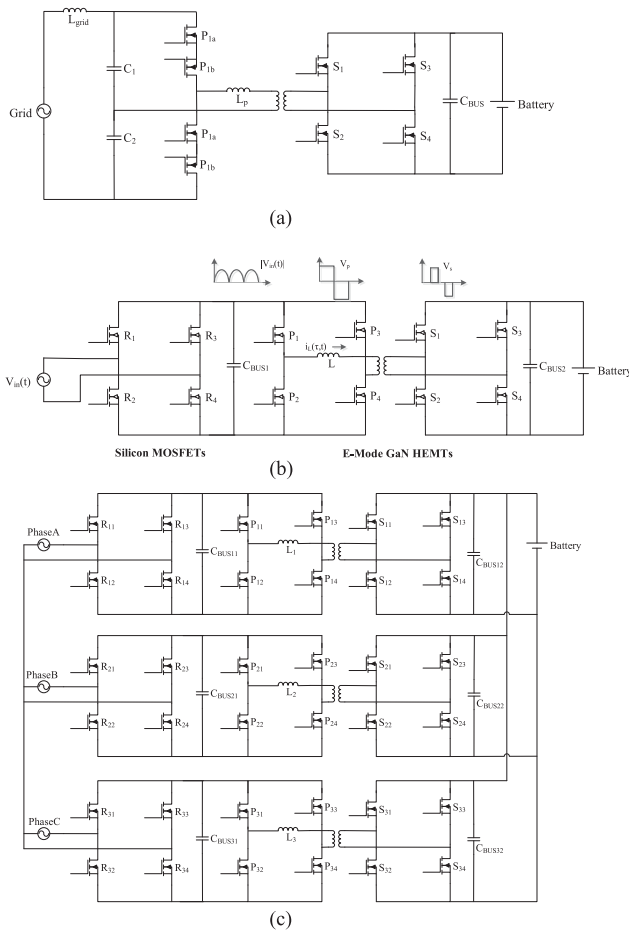 L_grid
P_1a
C_1
P_1b
L_p
Grid
C_2
P_1a
P_1b
S_1
S_3
S_2
S_4
C_BUS
Battery
(a)
|V_in(t)|
V_p
V_s
R_1
R_3
P_1
P_3
i_L(τ,t)
S_1
S_3
C_BUS1
L
C_BUS2
Battery
V_in(t)
R_2
R_4
P_2
P_4
S_2
S_4
Silicon MOSFETs
E-Mode GaN HEMTs
(b)
PhaseA
R_11
R_13
P_11
P_13
S_11
S_13
C_BUS11
L_1
C_BUS12
Battery
R_12
R_14
P_12
P_14
S_12
S_14
PhaseB
R_21
R_23
P_21
P_23
S_21
S_23
C_BUS21
L_2
C_BUS22
R_22
R_24
P_22
P_24
S_22
S_24
PhaseC
R_31
R_33
P_31
P_33
S_31
S_33
C_BUS31
L_3
C_BUS32
R_32
R_34
P_32
P_34
S_32
S_34
(c)